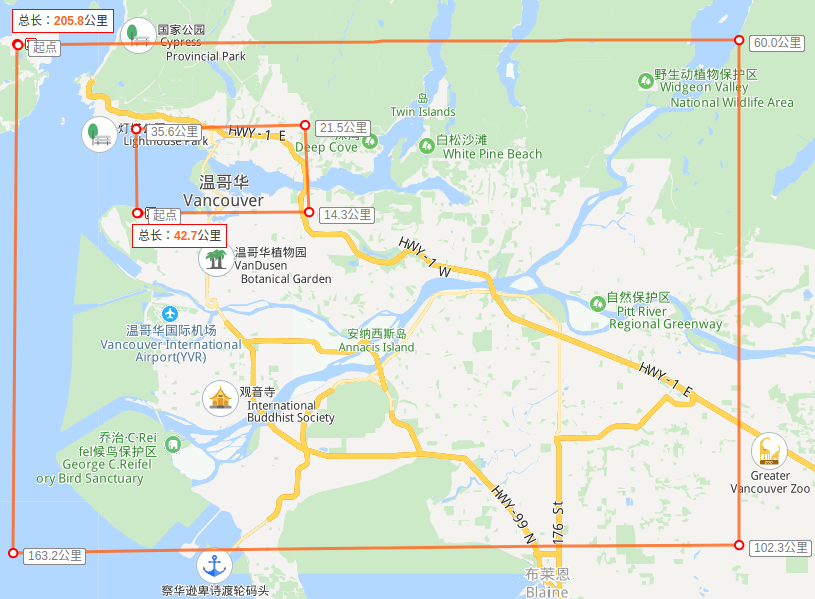 总长：205.8公里
起点
国家公园
Cypress
Provincial Park
60.0公里
野生动植物保护区
Widgeon Valley
National Wildlife Area
岛
Twin Islands
35.6公里
HWY-1 E
21.5公里
Lighthouse Park
Deep Cove
白松沙滩
White Pine Beach
温哥华
Vancouver
起点
14.3公里
总长：42.7公里
HWY-1 W
温哥华植物园
VanDusen
Botanical Garden
自然保护区
Pitt River
Regional Greenway
温哥华国际机场
Vancouver International
Airport(YVR)
安纳西斯岛
Annacis Island
HWY-1 E
观音寺
International
Buddhist Society
乔治·C·Rei
fel候鸟保护区
George C.Reifel
ory Bird Sanctuary
Greater
Vancouver Zoo
HWY-99 N
176 St
163.2公里
102.3公里
察华逊卑诗渡轮码头
布莱恩
Blaine